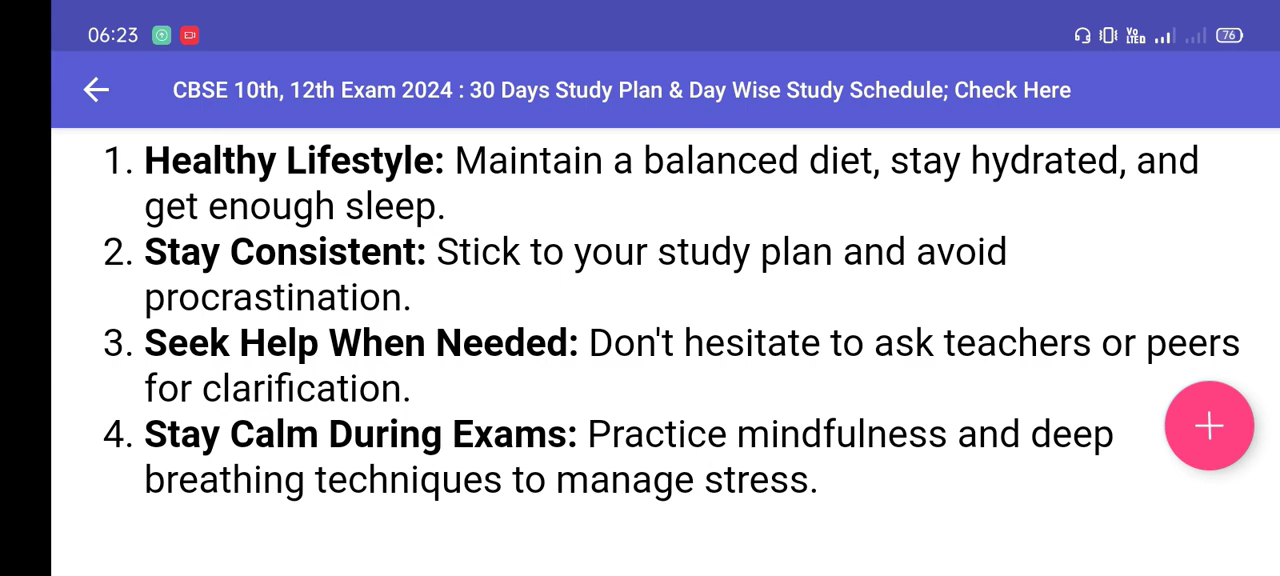 06:23
Vo
LTED
76
CBSE 10th, 12th Exam 2024 : 30 Days Study Plan & Day Wise Study Schedule; Check Here
1. Healthy Lifestyle: Maintain a balanced diet, stay hydrated, and
get enough sleep.
2. Stay Consistent: Stick to your study plan and avoid
procrastination.
3. Seek Help When Needed: Don't hesitate to ask teachers or peers
for clarification.
4. Stay Calm During Exams: Practice mindfulness and deep
breathing techniques to manage stress.